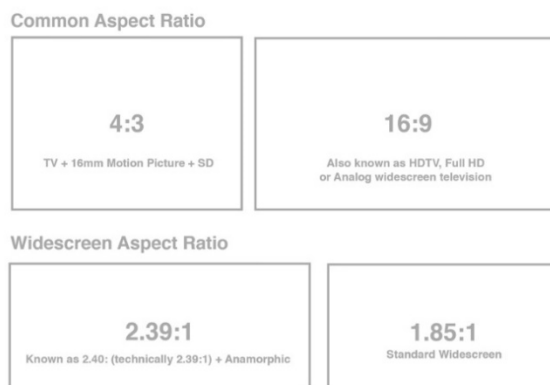 Common Aspect Ratio
4:3
TV + 16mm Motion Picture + SD
16:9
Also known as HDTV, Full HD
or Analog widescreen television
Widescreen Aspect Ratio
2.39:1
Known as 2.40: (technically 2.39:1) + Anamorphic
1.85:1
Standard Widescreen